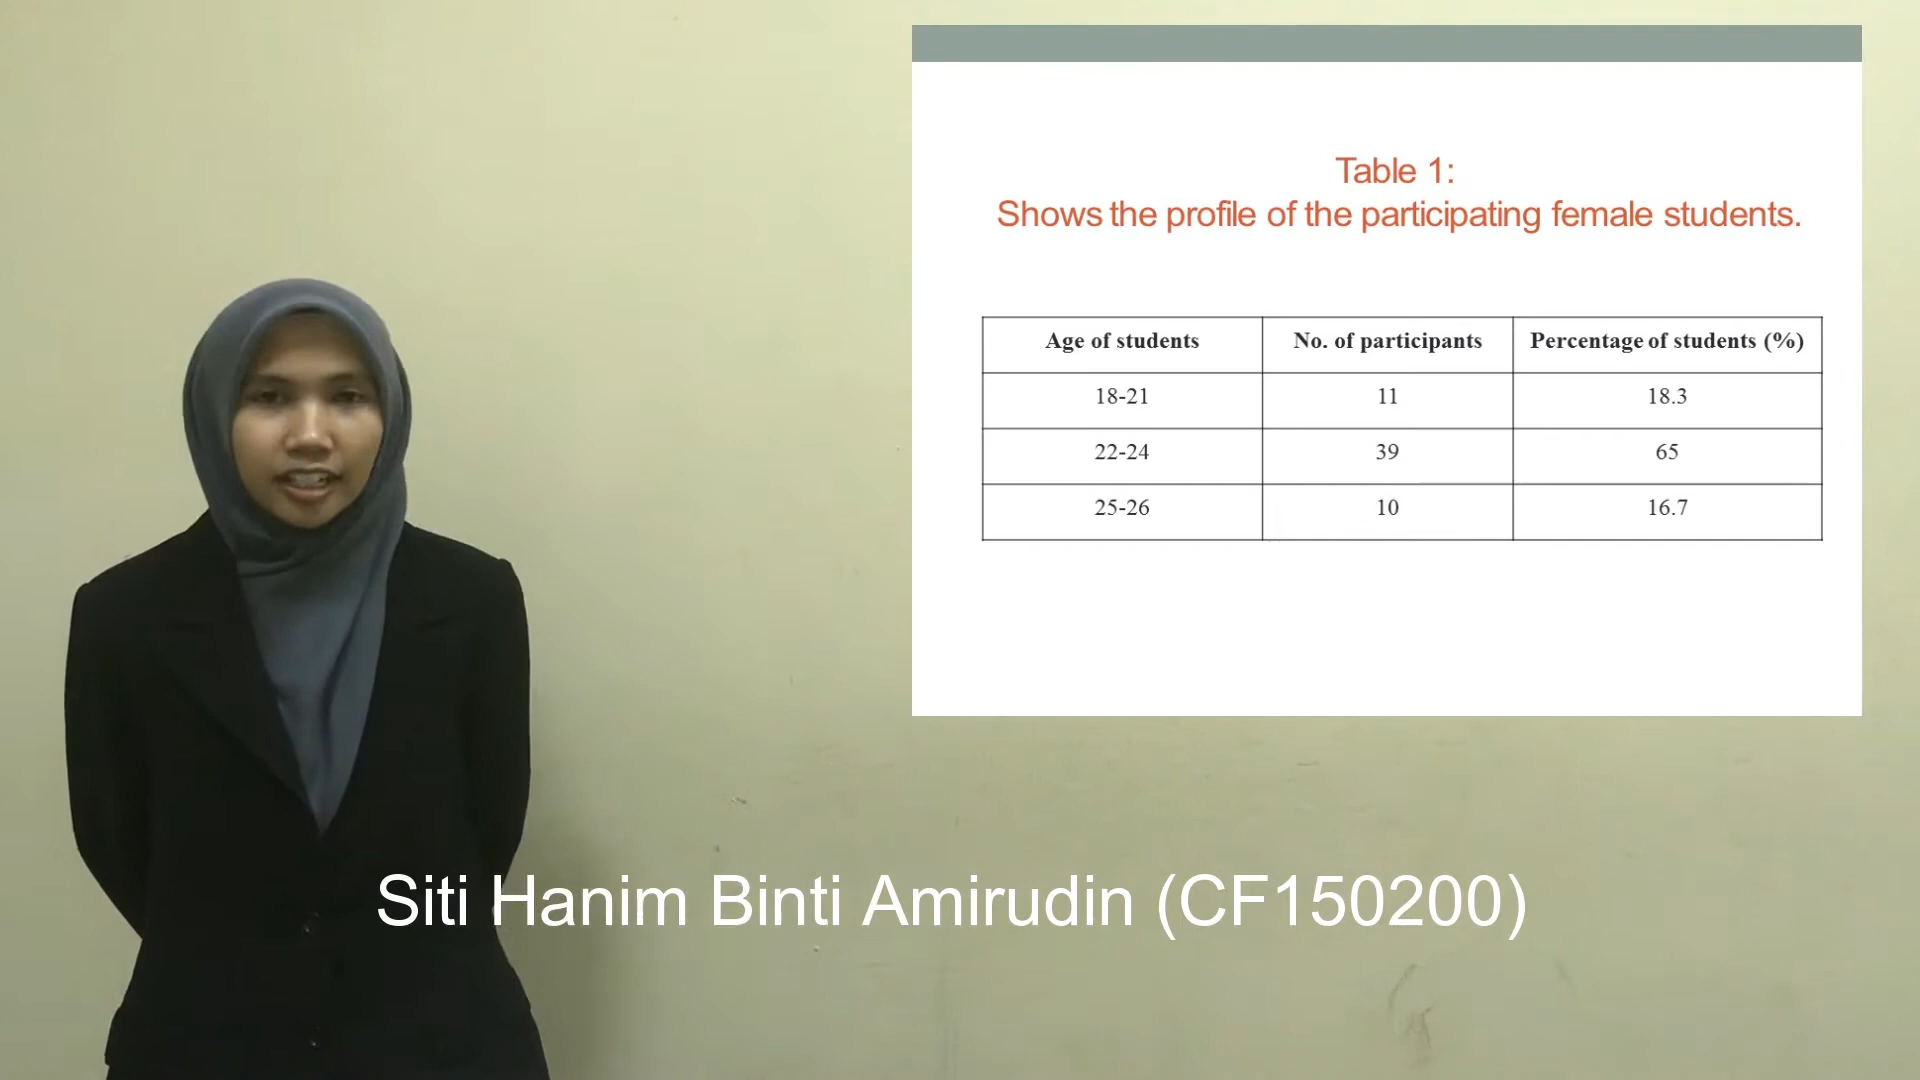 Table 1:
Shows the profile of the participating female students.
Age of students No. of participants Percentage of students (%)
18-21 11 18.3
22-24 39 65
25-26 10 16.7
Siti Hanim Binti Amirudin (CF150200)